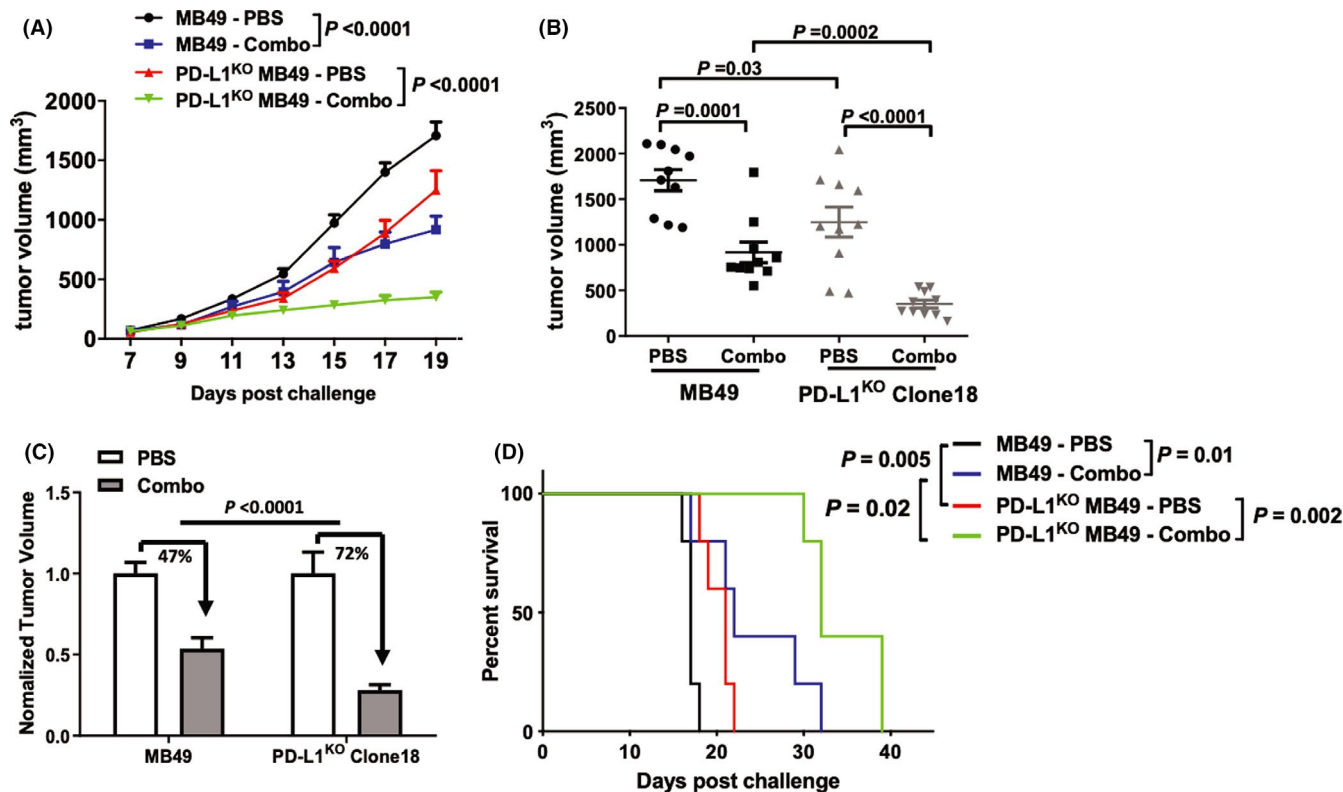 (A)
MB49 - PBS
MB49 - Combo
P <0.0001
PD-L1KO MB49 - PBS
PD-L1KO MB49 - Combo
P <0.0001
tumor volume (mm3)
2000
1500
1000
500
0
7 9 11 13 15 17 19
Days post challenge
(B)
P =0.0002
P =0.03
P =0.0001
P <0.0001
tumor volume (mm3)
2500
2000
1500
1000
500
0
PBS Combo PBS Combo
MB49 PD-L1KO Clone18
(C)
PBS
Combo
Normalized Tumor Volume
1.5
1.0
0.5
0.0
P <0.0001
47% 72%
MB49 PD-L1KO Clone18
(D)
P = 0.005
P = 0.02
MB49 - PBS
MB49 - Combo
P = 0.01
PD-L1KO MB49 - PBS
PD-L1KO MB49 - Combo
P = 0.002
Percent survival
100
50
0
0 10 20 30 40
Days post challenge